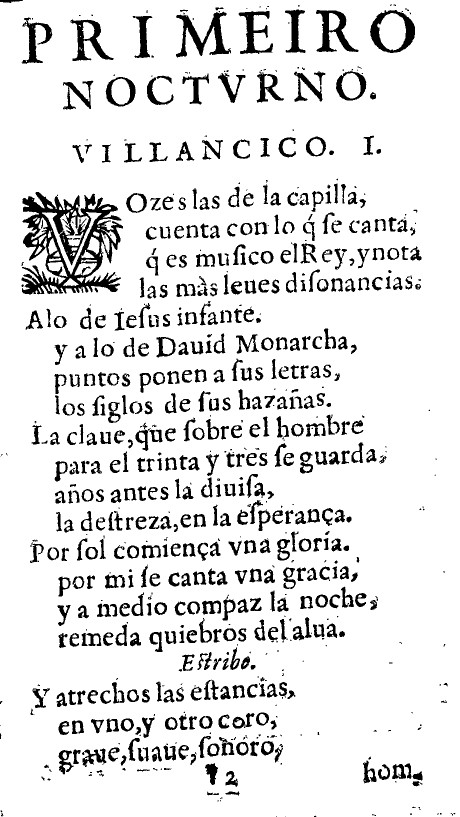 PRIMEIRO
NOCTVRNO.
VILLANCICO. I.
VOzes las de la capilla,
cuenta con lo q́ se canta,
q́ es musico el Rey, y nota
las màs leues disonancias.
Alo de Iesus infante.
y a lo de Dauid Monarcha,
puntos ponen a sus letras,
los siglos de sus hazañas.
La claue, que sobre el hombre
para el trinta y tres se guarda,
años antes la diuisa,
la destreza, en la esperança.
Por sol comiença vna gloria.
por mi se canta vna gracia,
y a medio compaz la noche,
remeda quiebros del alua.
Estribo.
Y atrechos las estancias,
en vno, y otro coro,
graue, suaue, sonoro,
¶ 2
hom-